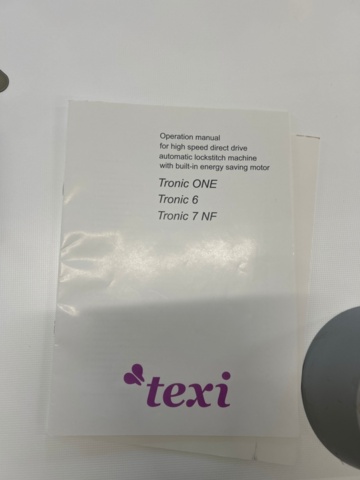 Operation manual
for high speed direct drive
automatic lockstitch machine
with built-in energy saving motor
Tronic ONE
Tronic 6
Tronic 7 NF
texi